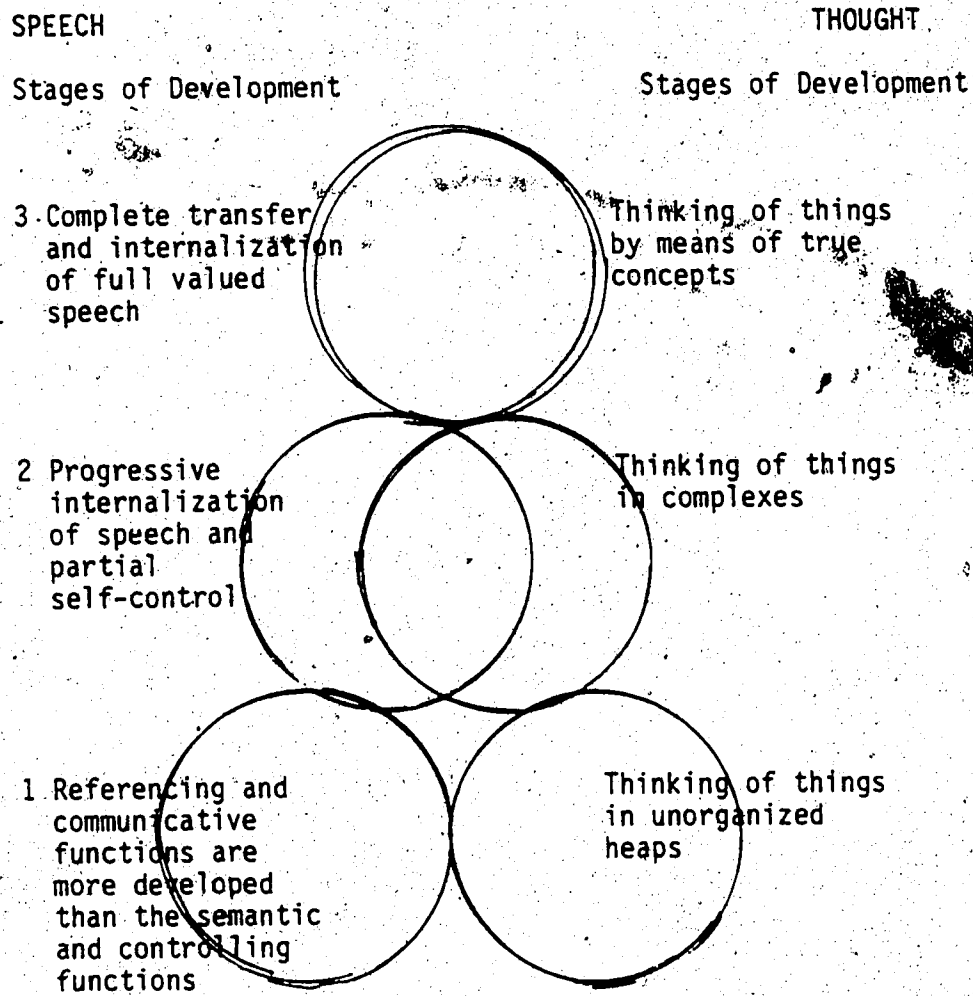 SPEECH
THOUGHT
Stages of Development
Stages of Development
3 Complete transfer
and internalization
of full valued
speech
Thinking of things
by means of true
concepts
2 Progressive
internalization
of speech and
partial
self-control
Thinking of things
in complexes
1 Referencing and
communicative
functions are
more developed
than the semantic
and controlling
functions
Thinking of things
in unorganized
heaps